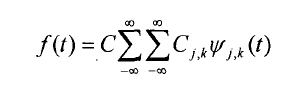 f(t) = C∑_{-∞}^{∞}∑_{-∞}^{∞}C_{j,k}ψ_{j,k}(t)